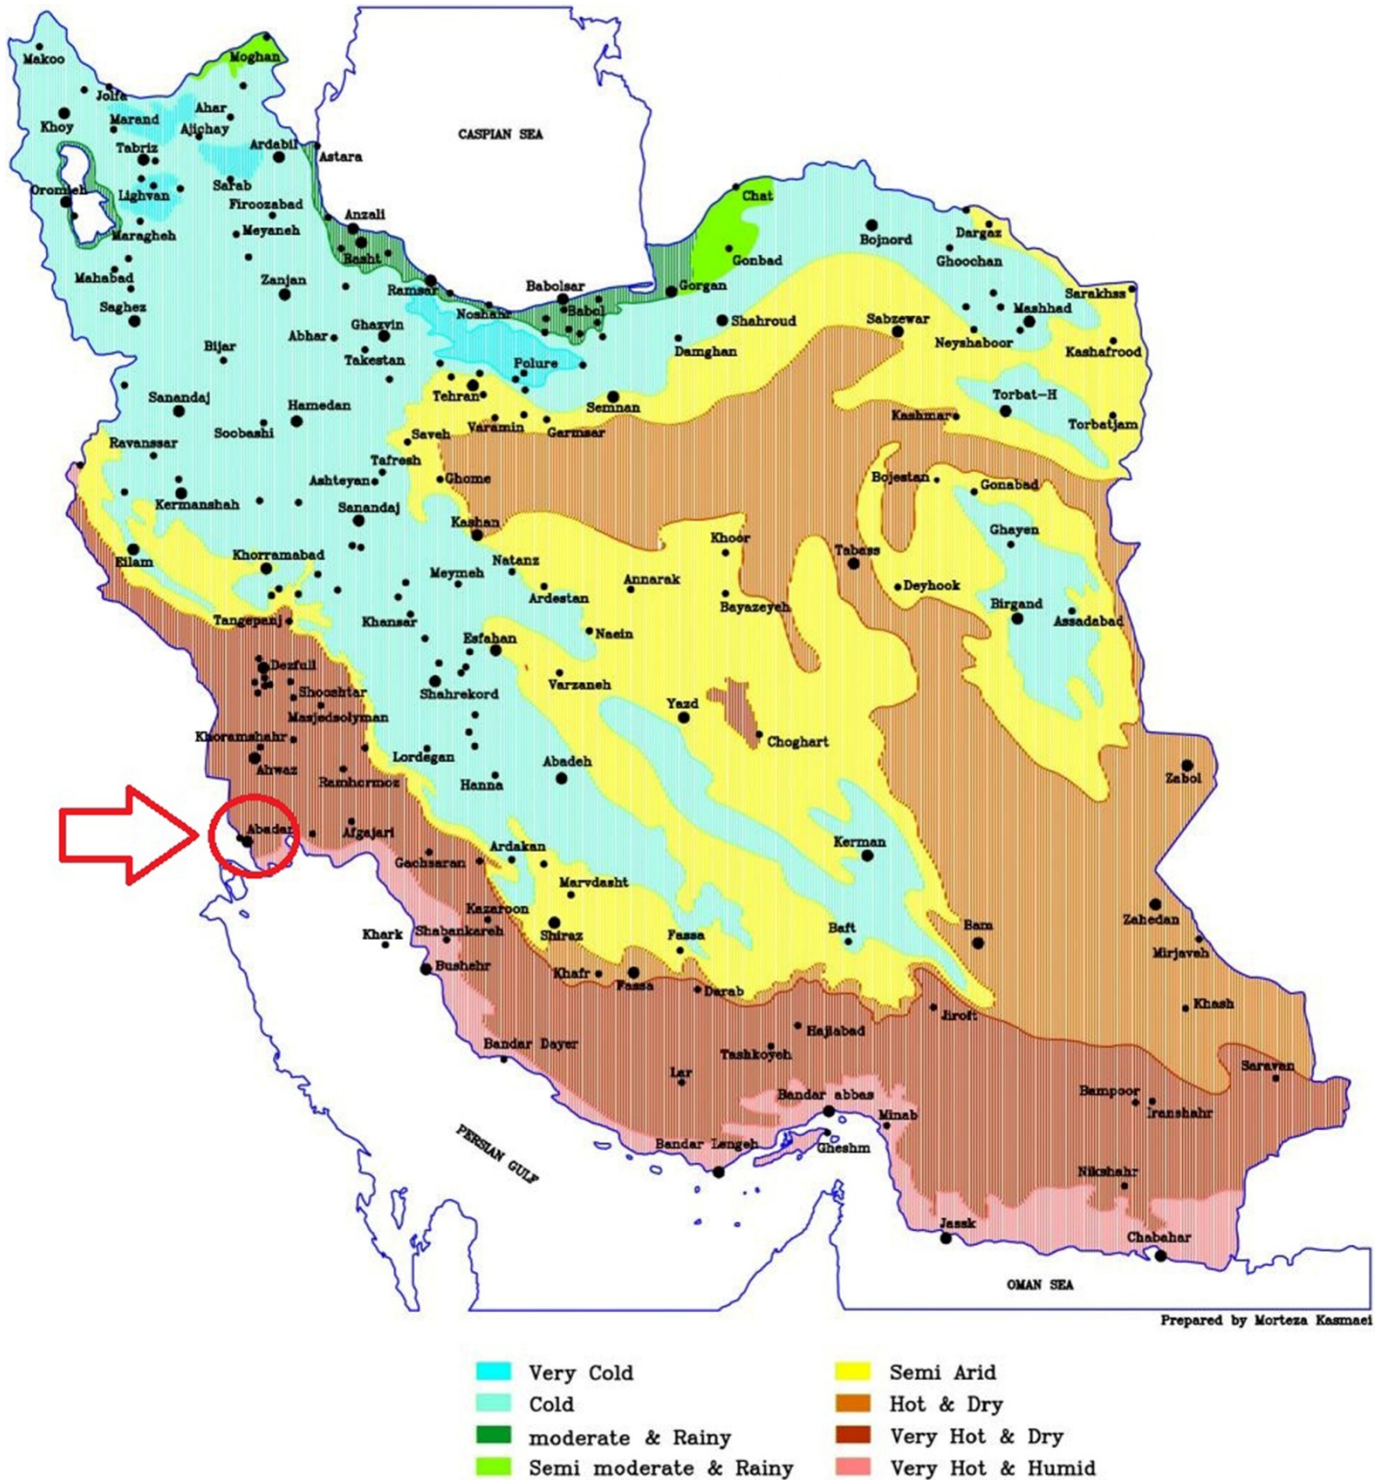 Makoo
Moghan
Jolfa
Khoy
Marand
Ahar
Ajichay
CASPIAN SEA
Tabriz
Ardabil
Astara
Oromieh
Lighvan
Sarab
Firoozabad
Chat
Maragheh
Meyaneh
Anzali
Rasht
Bojnord
Dargaz
Gonbad
Ghoochan
Mahabad
Zanjan
Ramsar
Babolsar
Gorgan
Sarakhss
Saghez
Noshahr
Babol
Mashhad
Abhar
Ghazvin
Shahroud
Sabzewar
Neyshaboor
Bijar
Takestan
Polure
Damghan
Kashafrood
Sanandaj
Hamedan
Tehran
Semnan
Torbat-H
Soobashi
Varamin
Garmsar
Kashmar
Torbatjam
Ravanssar
Saveh
Tafresh
Ashteyan
Ghome
Bojestan
Gonabad
Kermanshah
Sanandaj
Kashan
Khoor
Ghayen
Eilam
Khorramabad
Meymeh
Natanz
Annarak
Tabass
Deyhook
Ardestan
Bayazeyeh
Birgand
Assadabad
Tangepanj
Khansar
Esfahan
Naein
Dezfull
Shooshtar
Shahrekord
Varzaneh
Masjedsolyman
Yazd
Khoramshahr
Choghart
Ahwaz
Ramhormoz
Lordegan
Hanna
Abadeh
Zabol
Abadan
Afgajari
Gachsaran
Ardakan
Kerman
Marvdasht
Kazaroon
Khark
Shabankareh
Shiraz
Fassa
Baft
Bam
Zahedan
Mirjaveh
Bushehr
Khafr
Fassa
Darab
Khash
Jiroft
Hajiabad
Bandar Dayer
Tashkoyeh
Saravan
Lar
Bandar abbas
Bampoor
Iranshahr
Minab
PERSIAN GULF
Bandar Lengeh
Gheshm
Nikshahr
Jassk
Chabahar
OMAN SEA
Prepared by Morteza Kasmaei
Very Cold
Cold
moderate & Rainy
Semi moderate & Rainy
Semi Arid
Hot & Dry
Very Hot & Dry
Very Hot & Humid